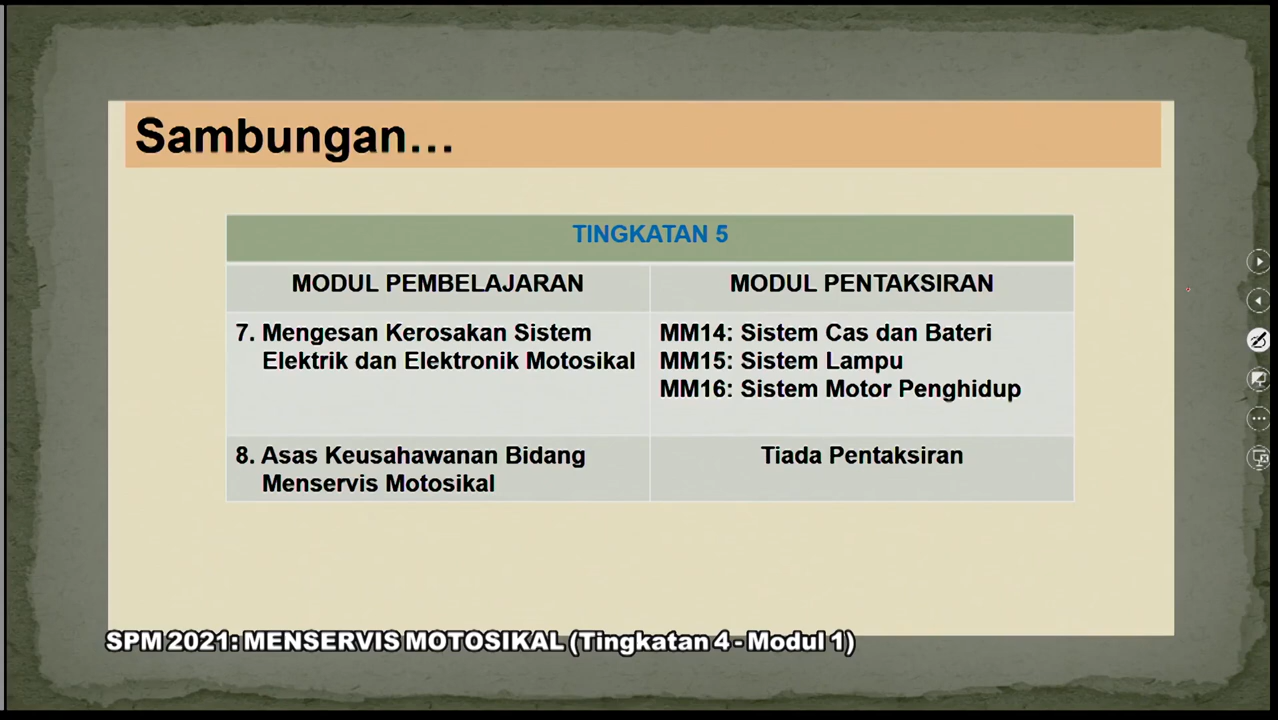 Sambungan...
TINGKATAN 5
MODUL PEMBELAJARAN
MODUL PENTAKSIRAN
7. Mengesan Kerosakan Sistem
Elektrik dan Elektronik Motosikal
MM14: Sistem Cas dan Bateri
MM15: Sistem Lampu
MM16: Sistem Motor Penghidup
8. Asas Keusahawanan Bidang
Menservis Motosikal
Tiada Pentaksiran
SPM 2021: MENSERVIS MOTOSIKAL (Tingkatan 4 - Modul 1)